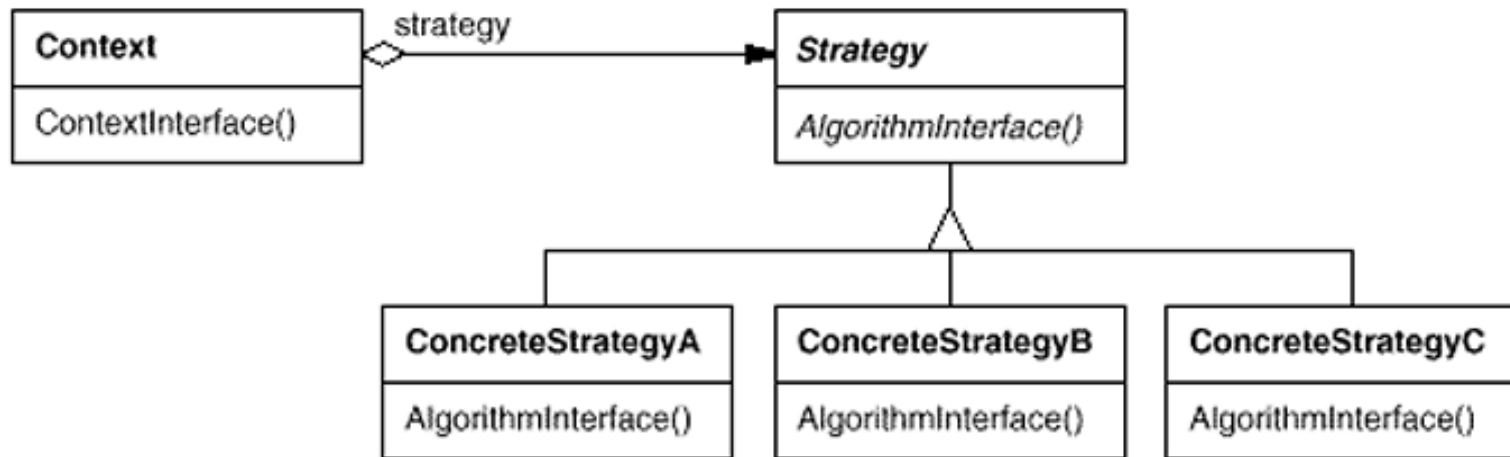 Context
ContextInterface()
strategy
Strategy
AlgorithmInterface()
ConcreteStrategyA
AlgorithmInterface()
ConcreteStrategyB
AlgorithmInterface()
ConcreteStrategyC
AlgorithmInterface()